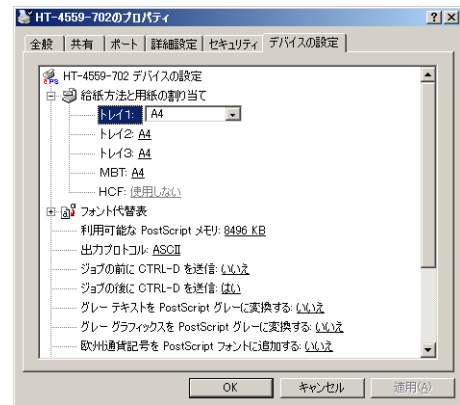 HT-4559-702のプロパティ
全般 共有 ポート 詳細設定 セキュリティ デバイスの設定
HT-4559-702 デバイスの設定
給紙方法と用紙の割り当て
トレイ1: A4
トレイ2: A4
トレイ3: A4
MBT: A4
HCF: 使用しない
フォント代替表
利用可能な PostScript メモリ: 8496 KB
出力プロトコル: ASCII
ジョブの前に CTRL-D を送信: いいえ
ジョブの後に CTRL-D を送信: はい
グレー テキストを PostScript グレーに変換する: いいえ
グレー グラフィックスを PostScript グレーに変換する: いいえ
欧州通貨記号を PostScript フォントに追加する: いいえ
OK キャンセル 適用(A)